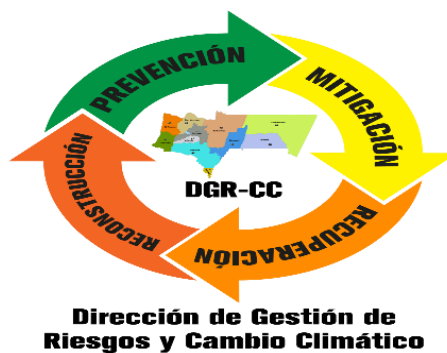 PREVENCIÓN
MITIGACIÓN
RECUPERACIÓN
RECONSTRUCCIÓN
DGR-CC
Dirección de Gestión de
Riesgos y Cambio Climático